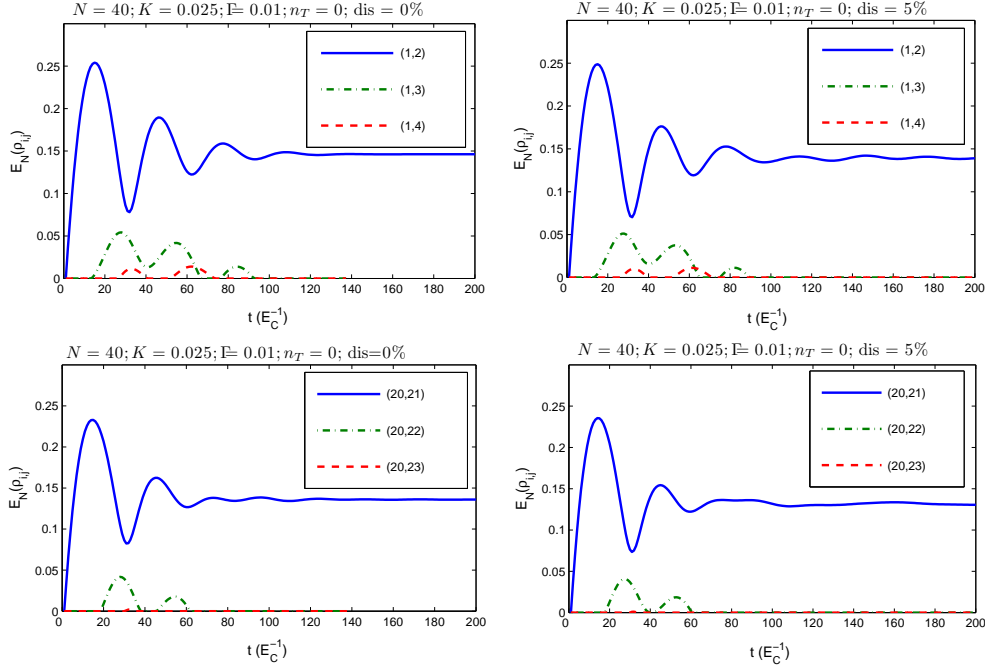 N = 40; K = 0.025; Γ = 0.01; n_T = 0; dis = 0%
E_N(ρ_{i,j})
0.25
0.2
0.15
0.1
0.05
0
(1,2)
(1,3)
(1,4)
0 20 40 60 80 100 120 140 160 180 200
t (E_C^{-1})
N = 40; K = 0.025; Γ = 0.01; n_T = 0; dis = 5%
E_N(ρ_{i,j})
0.25
0.2
0.15
0.1
0.05
0
(1,2)
(1,3)
(1,4)
0 20 40 60 80 100 120 140 160 180 200
t (E_C^{-1})
N = 40; K = 0.025; Γ = 0.01; n_T = 0; dis=0%
E_N(ρ_{i,j})
0.25
0.2
0.15
0.1
0.05
0
(20,21)
(20,22)
(20,23)
0 20 40 60 80 100 120 140 160 180 200
t (E_C^{-1})
N = 40; K = 0.025; Γ = 0.01; n_T = 0; dis = 5%
E_N(ρ_{i,j})
0.25
0.2
0.15
0.1
0.05
0
(20,21)
(20,22)
(20,23)
0 20 40 60 80 100 120 140 160 180 200
t (E_C^{-1})